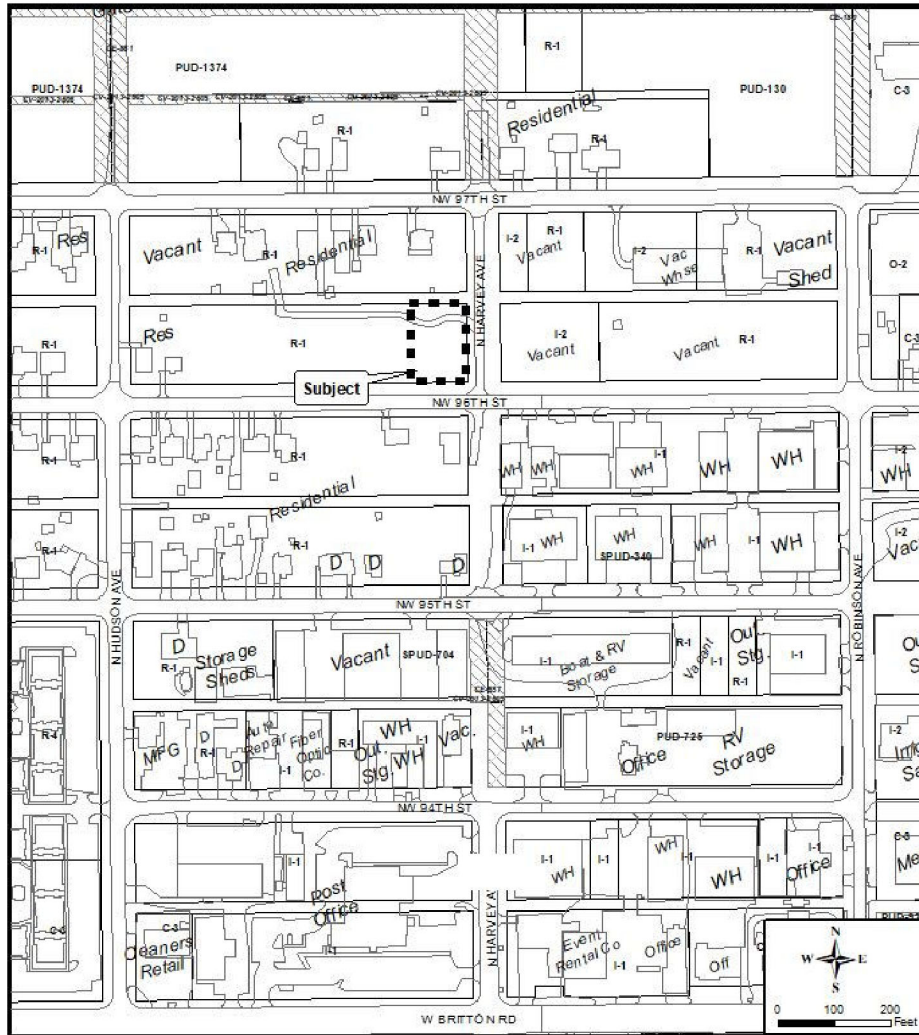 R-1
PUD-1374
PUD-1374
PUD-130
C-3
R-1
Residential
R-1
NW 97TH ST
Res
R-1
Vacant
R-1
Residential
I-2
R-1
Vacant
I-2
Vac
Whse
R-1
Vacant
Shed
O-2
N HARVEY AVE
R-1
Res
R-1
I-2
Vacant
Vacant
R-1
C-3
Subject
NW 96TH ST
R-1
R-1
Residential
WH
WH
WH
I-1
WH
WH
I-2
WH
R-1
R-1
D
D
D
I-1
WH
WH
SPUD-340
WH
I-1
WH
I-2
N HUDSON AVE
NW 95TH ST
N ROBINSON AVE
D
R-1
Storage
Sheds
Vacant
SPUD-704
I-1
Boat & RV
Storage
R-1
Vacant
I-1
Out.
Stg.
R-1
I-1
R-4
MFG
D
R-1
D
Auto
Repair
I-1
Fiber
Optic
Co.
R-1
Out.
Stg.
WH
WH
I-1
Vac.
I-1
WH
Office
PUD-725
RV
Storage
I-2
NW 94TH ST
I-1
Post
Office
I-1
WH
I-1
WH
I-1
WH
I-1
I-1
Office
C-3
C-3
Cleaners
Retail
N HARVEY A
Event
Rental Co
I-1
Office
Off
W BRITTON RD
N
W E
S
0 100 200
Feet